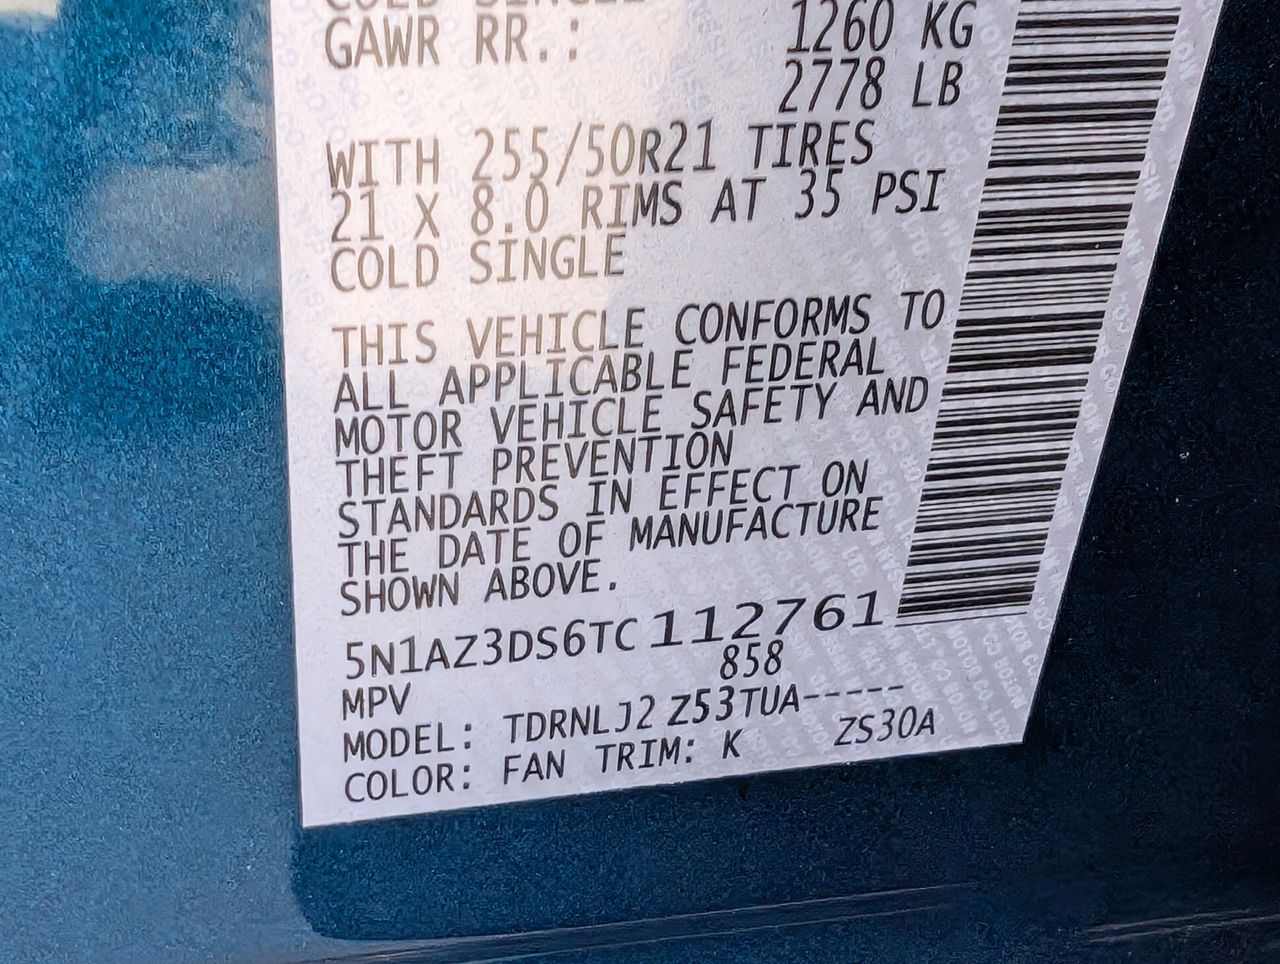 COLD SINGLE
GAWR RR.: 1260 KG
2778 LB
WITH 255/50R21 TIRES
21 X 8.0 RIMS AT 35 PSI
COLD SINGLE
THIS VEHICLE CONFORMS TO
ALL APPLICABLE FEDERAL
MOTOR VEHICLE SAFETY AND
THEFT PREVENTION
STANDARDS IN EFFECT ON
THE DATE OF MANUFACTURE
SHOWN ABOVE.
5N1AZ3DS6TC112761
MPV 858
MODEL: TDRNLJ2 Z53TUA-----
COLOR: FAN TRIM: K ZS30A